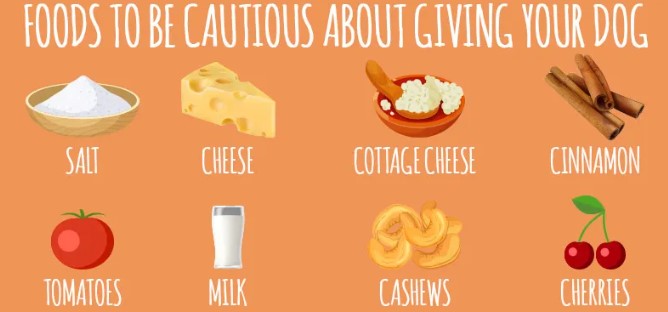 FOODS TO BE CAUTIOUS ABOUT GIVING YOUR DOG
SALT
CHEESE
COTTAGE CHEESE
CINNAMON
TOMATOES
MILK
CASHEWS
CHERRIES